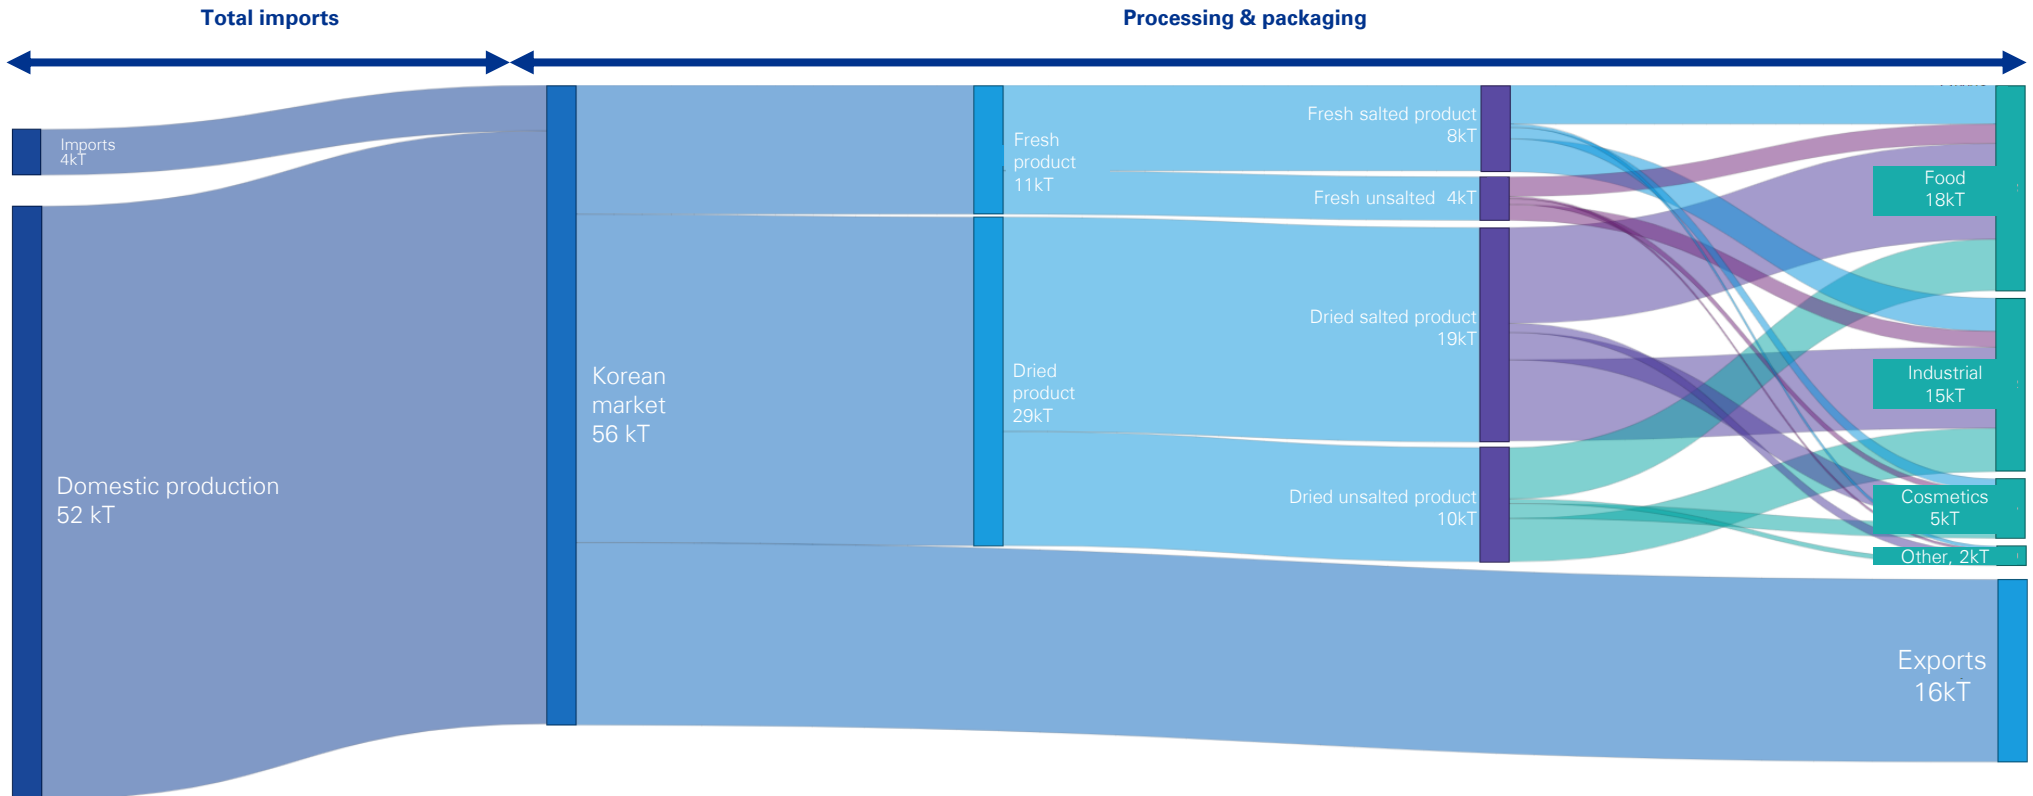 Total imports
Processing & packaging
Imports
4kT
Domestic production
52 kT
Korean
market
56 kT
Fresh
product
11kT
Dried
product
29kT
Fresh salted product
8kT
Fresh unsalted 4kT
Dried salted product
19kT
Dried unsalted product
10kT
Food
18kT
Industrial
15kT
Cosmetics
5kT
Other, 2kT
Exports
16kT